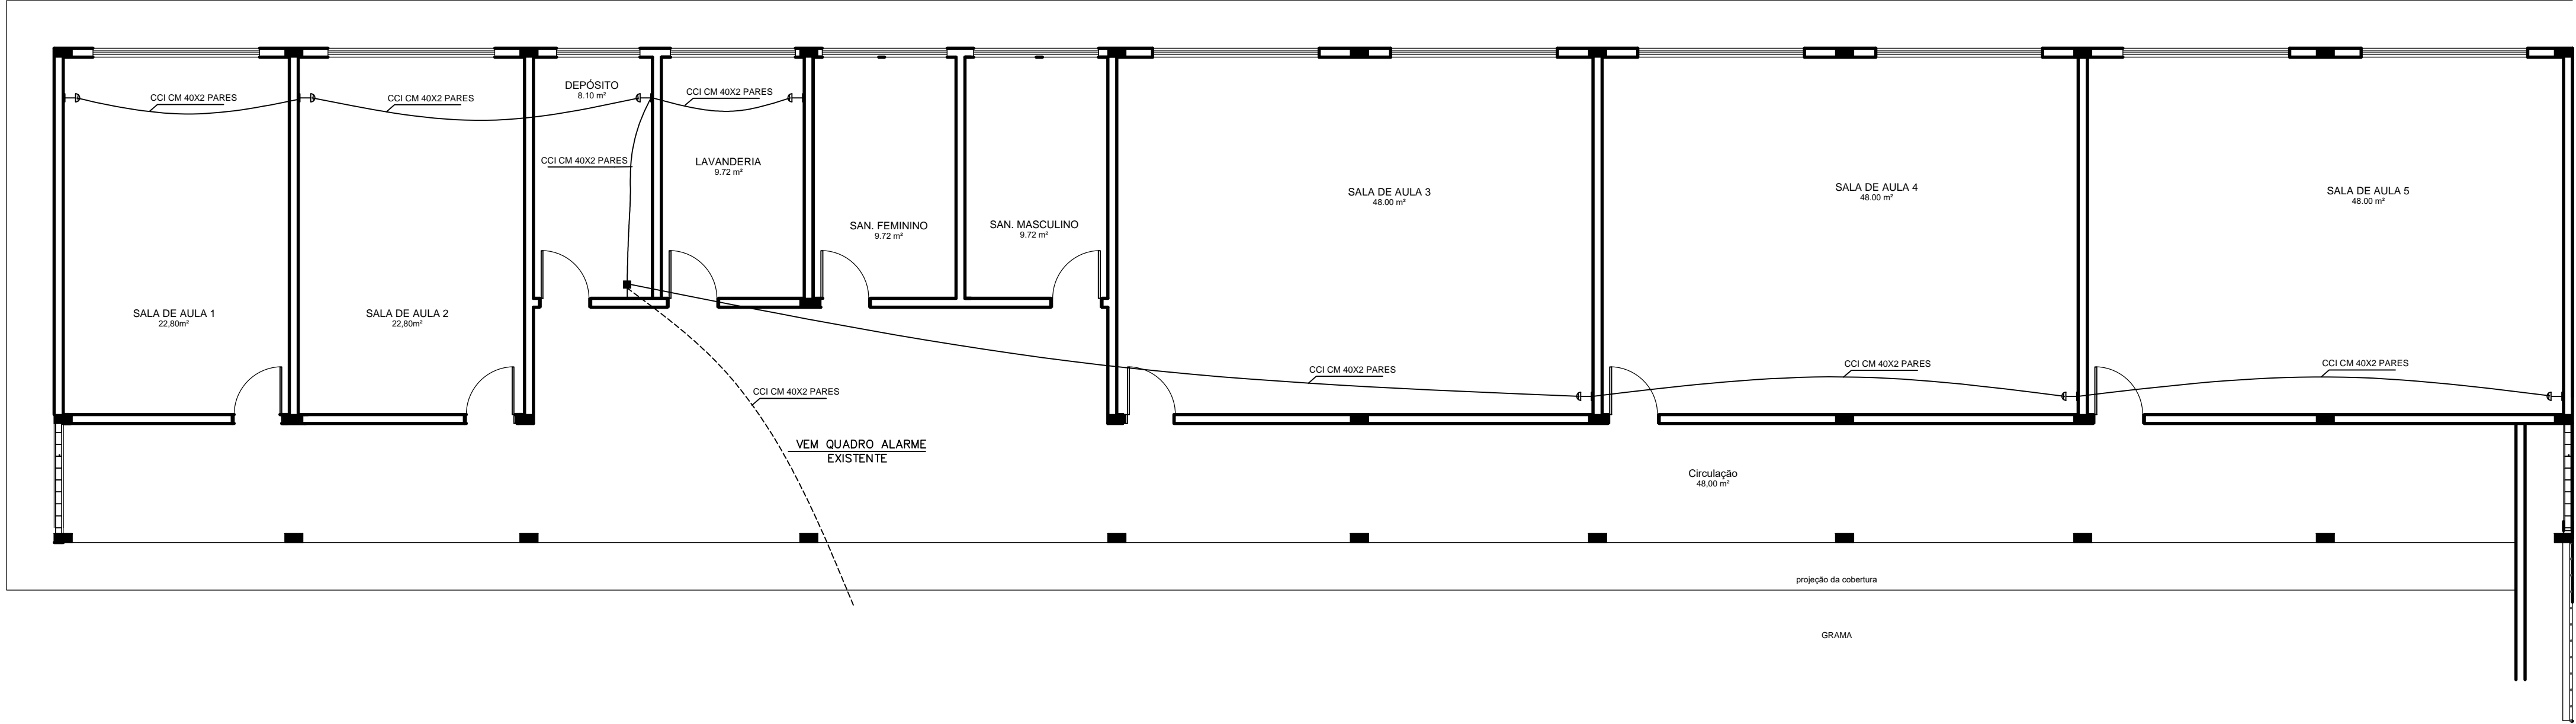 DEPÓSITO
8.10 m²
CCI CM 40X2 PARES
CCI CM 40X2 PARES
CCI CM 40X2 PARES
CCI CM 40X2 PARES
LAVANDERIA
9.72 m²
SAN. FEMININO
9.72 m²
SAN. MASCULINO
9.72 m²
SALA DE AULA 3
48.00 m²
SALA DE AULA 4
48.00 m²
SALA DE AULA 5
48.00 m²
SALA DE AULA 1
22,80m²
SALA DE AULA 2
22,80m²
CCI CM 40X2 PARES
CCI CM 40X2 PARES
CCI CM 40X2 PARES
CCI CM 40X2 PARES
VEM QUADRO ALARME
EXISTENTE
Circulação
48,00 m²
projeção da cobertura
GRAMA